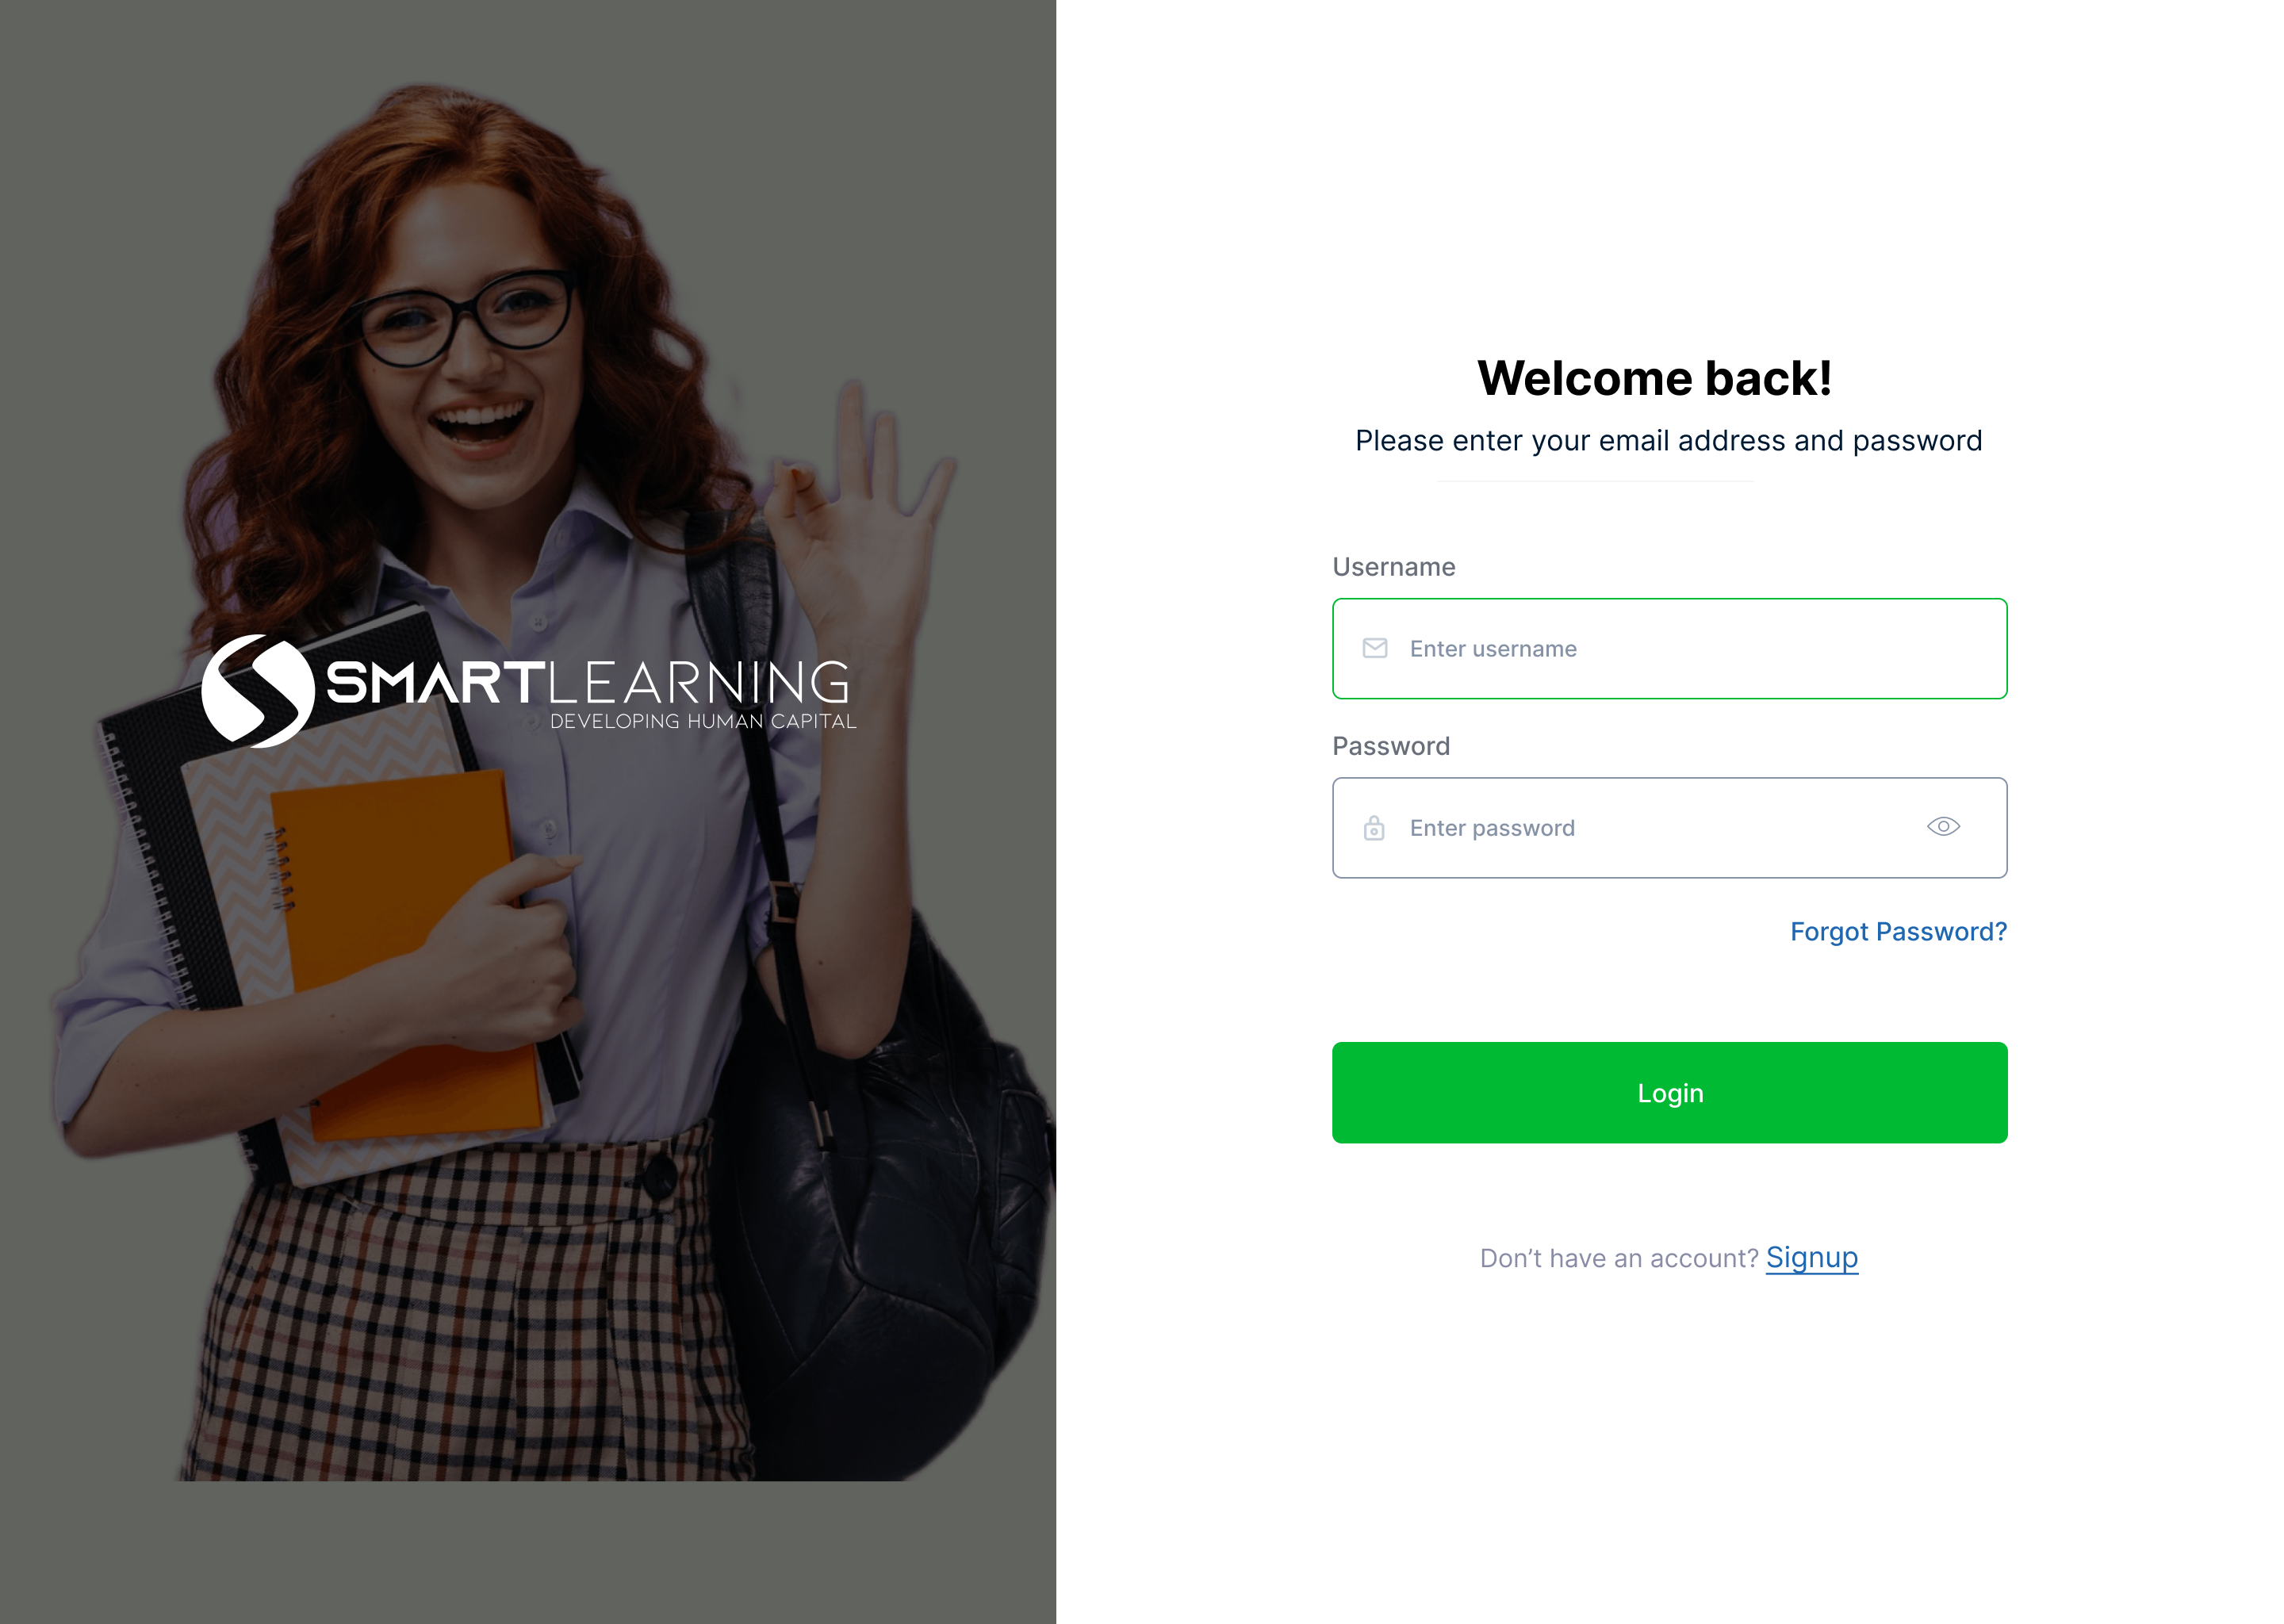 SMARTLEARNING
DEVELOPING HUMAN CAPITAL
Welcome back!
Please enter your email address and password
Username
Enter username
Password
Enter password
Forgot Password?
Login
Don’t have an account? Signup